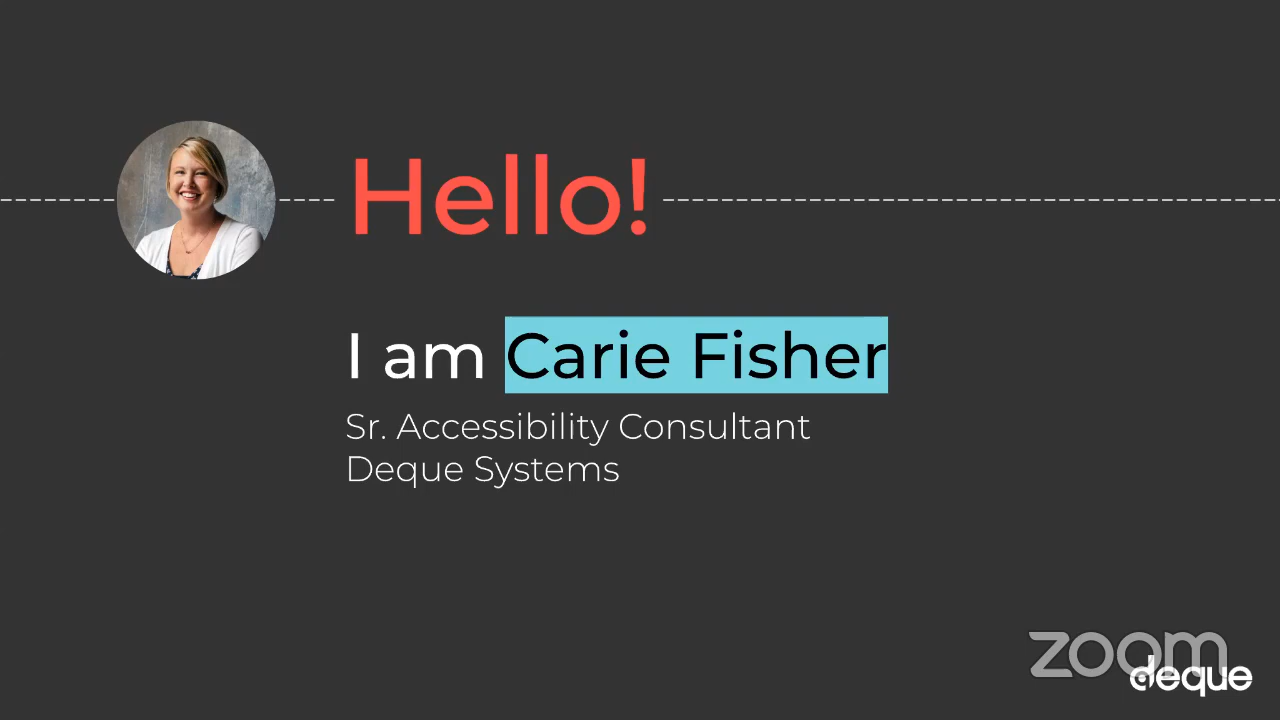 Hello!
I am Carie Fisher
Sr. Accessibility Consultant
Deque Systems
zoom
deque